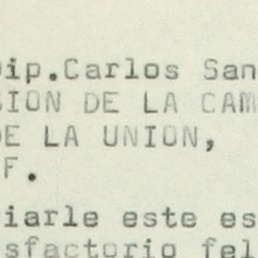 Dip.Carlos San
SION DE LA CAM
DE LA UNION,
F.
iarle este es
sfactorio fel